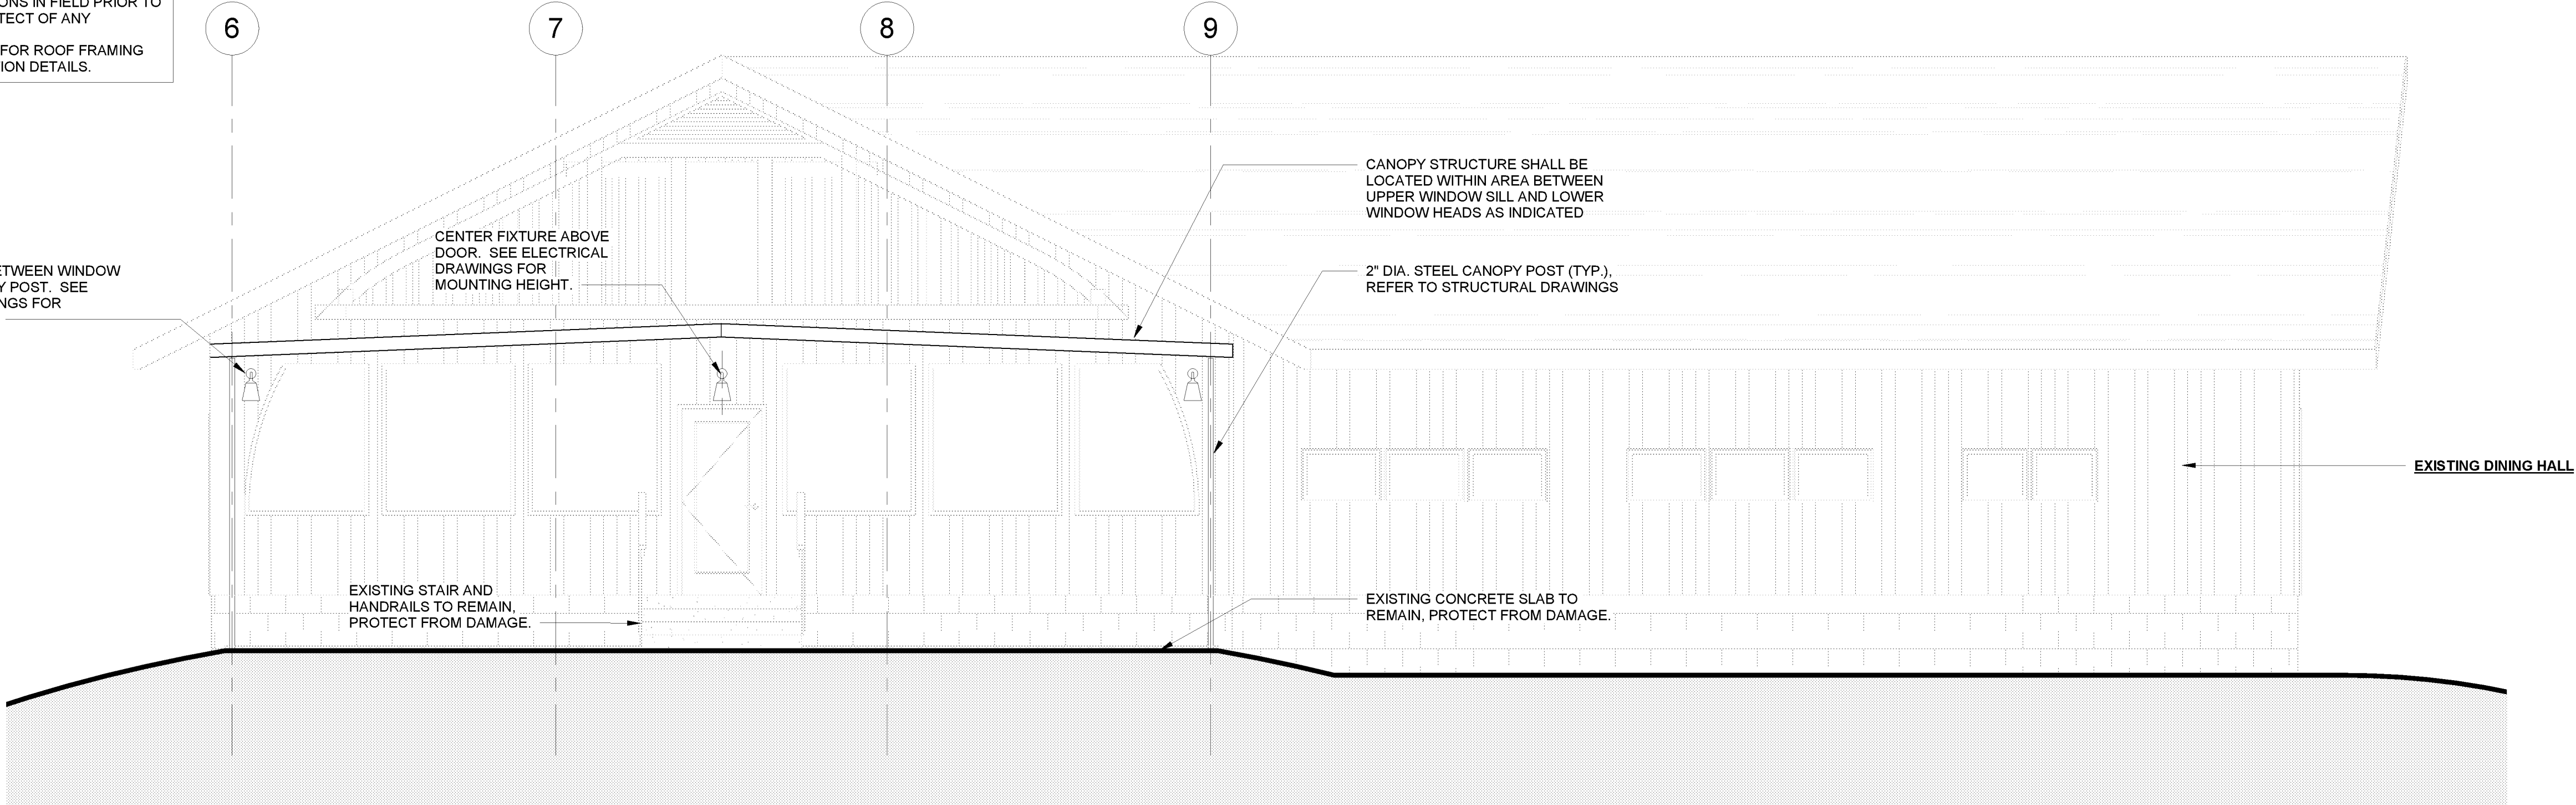 ONS IN FIELD PRIOR TO
TECT OF ANY
FOR ROOF FRAMING
ION DETAILS.
6
7
8
9
CANOPY STRUCTURE SHALL BE
LOCATED WITHIN AREA BETWEEN
UPPER WINDOW SILL AND LOWER
WINDOW HEADS AS INDICATED
CENTER FIXTURE ABOVE
DOOR. SEE ELECTRICAL
DRAWINGS FOR
MOUNTING HEIGHT.
ETWEEN WINDOW
Y POST. SEE
NGS FOR
2" DIA. STEEL CANOPY POST (TYP.),
REFER TO STRUCTURAL DRAWINGS
EXISTING DINING HALL
EXISTING STAIR AND
HANDRAILS TO REMAIN,
PROTECT FROM DAMAGE.
EXISTING CONCRETE SLAB TO
REMAIN, PROTECT FROM DAMAGE.